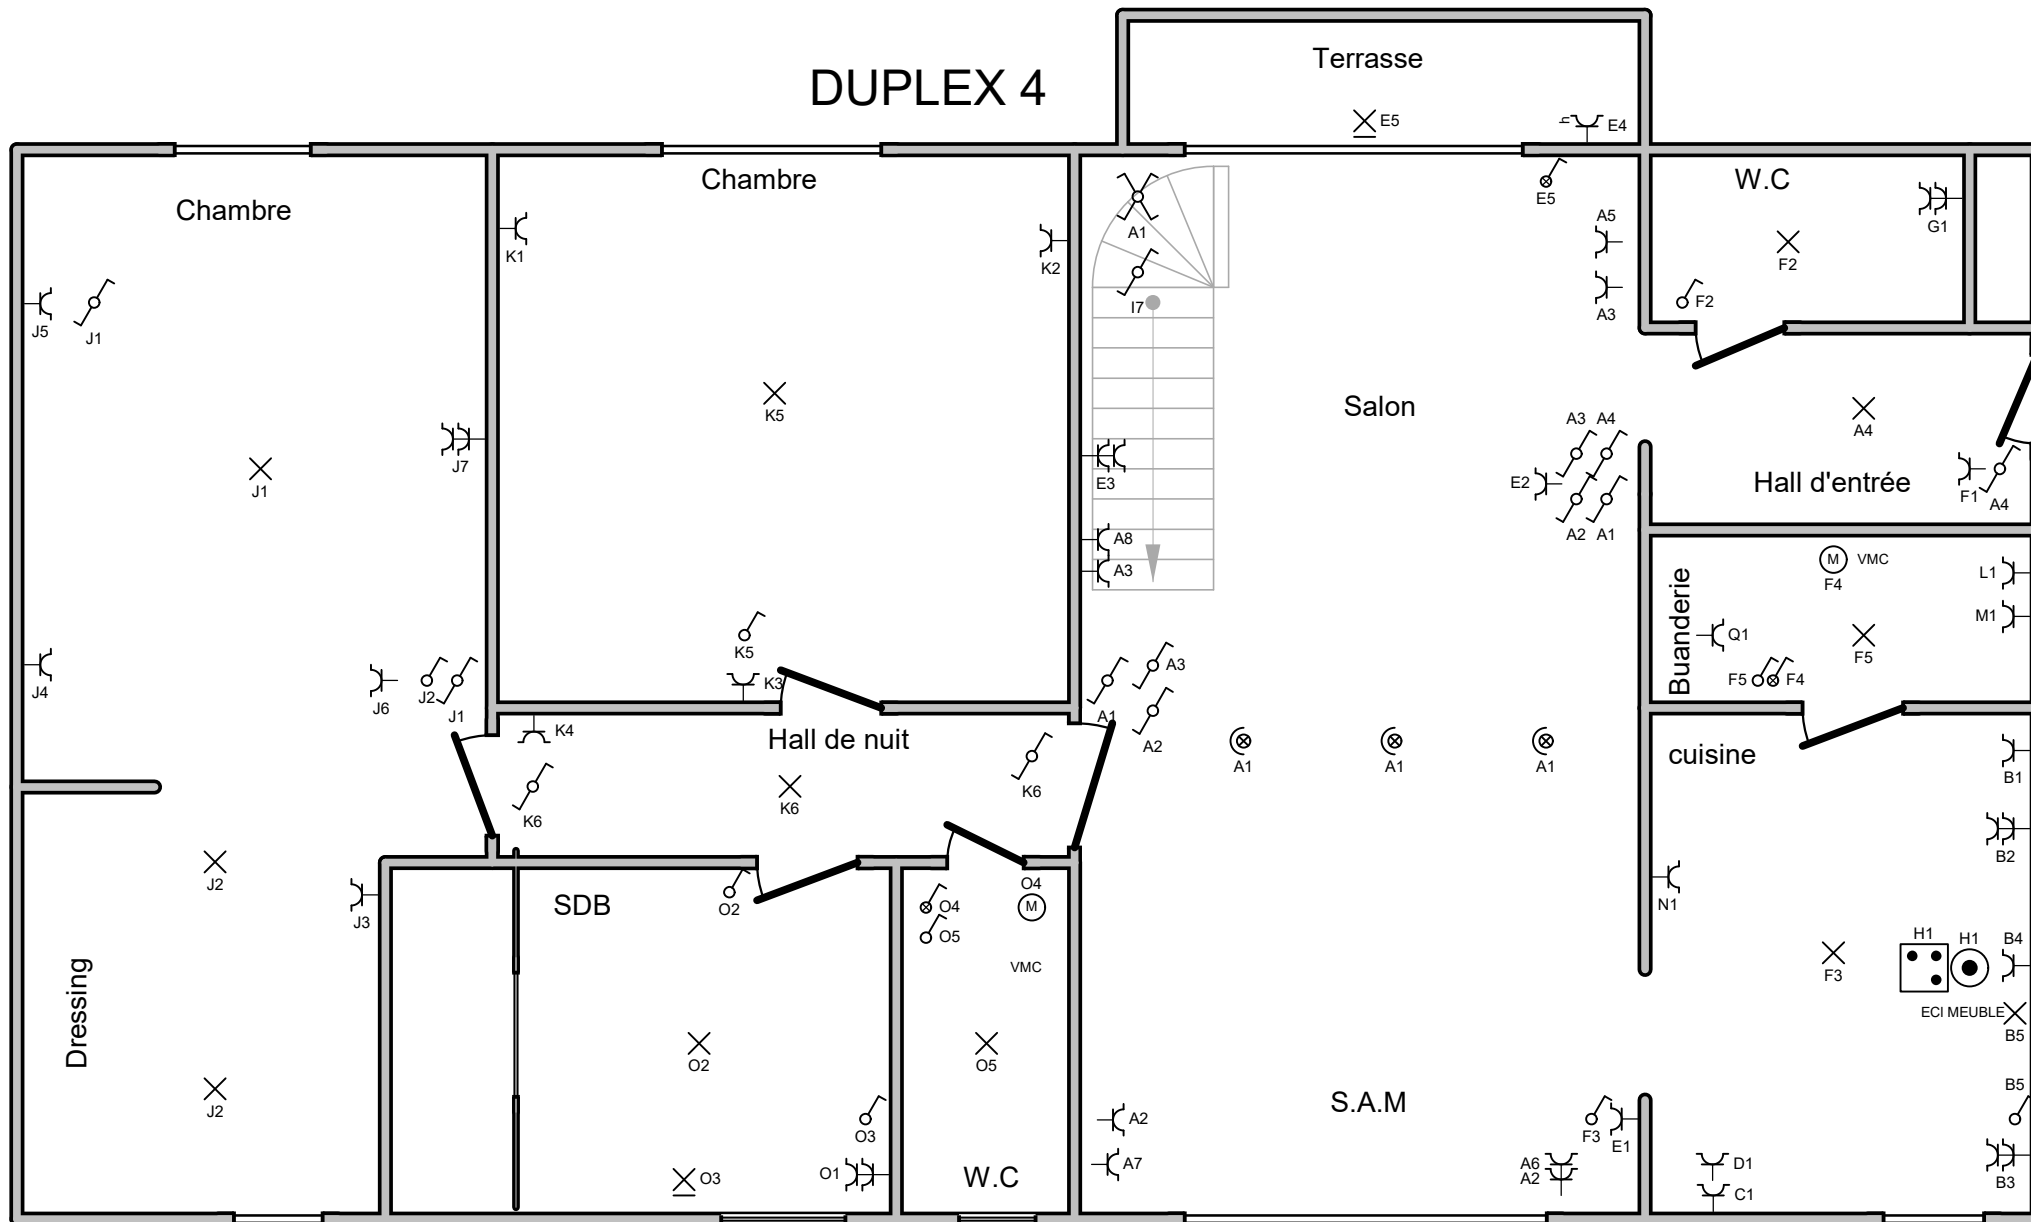 Terrasse
DUPLEX 4
E5
h
E4
Chambre
W.C
Chambre
E5
A5
G1
K1
K2
A1
F2
A3
F2
J5
J1
I7
K5
Salon
A3 A4
A4
J7
J1
E3
E2
Hall d'entrée
F1
A4
A2 A1
A8
A3
M
VMC
F4
L1
Buanderie
M1
Q1
F5
K5
J4
J6
J2
J1
K3
A3
F5
F4
A1
K4
Hall de nuit
A2
cuisine
K6
K6
K6
A1
A1
A1
B1
B2
J2
J3
SDB
O2
O4
M
O4
O5
VMC
N1
H1
H1
B4
F3
ECI MEUBLE
B5
Dressing
O2
O5
J2
S.A.M
B5
O3
A2
F3
E1
O3
O1
W.C
A7
A6
A2
D1
C1
B3